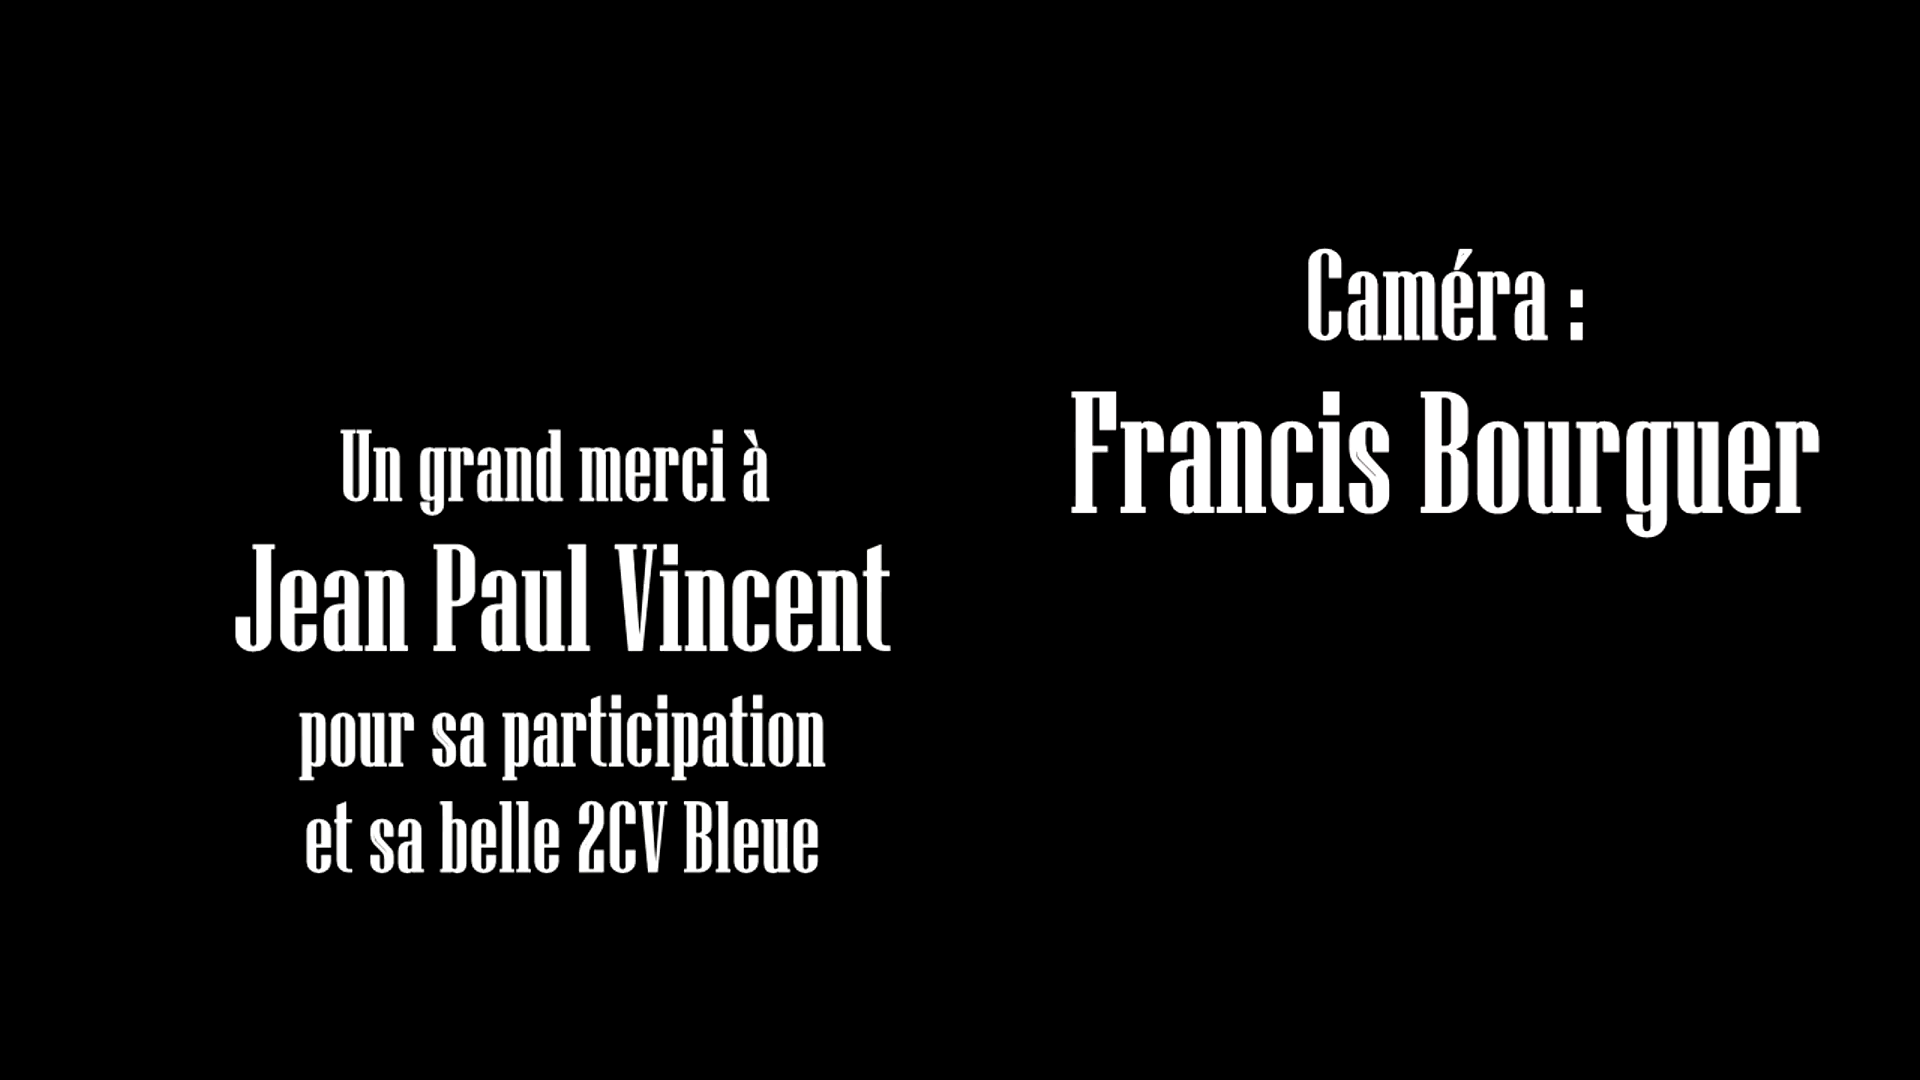 Un grand merci à
Jean Paul Vincent
pour sa participation
et sa belle 2CV Bleue
Caméra :
Francis Bourguer